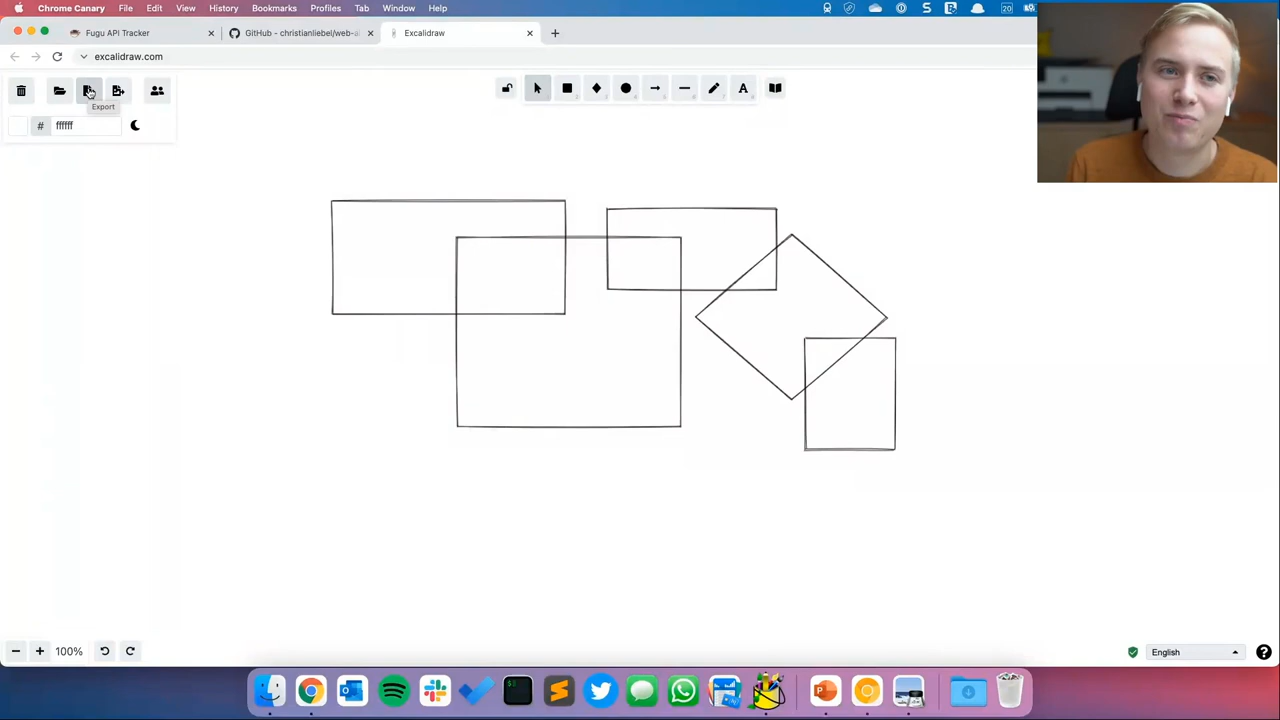 Chrome Canary File Edit View History Bookmarks Profiles Tab Window Help
20
Fugu API Tracker
GitHub - christianliebel/web-a
Excalidraw
excalidraw.com
Export
# ffffff
A
100%
English